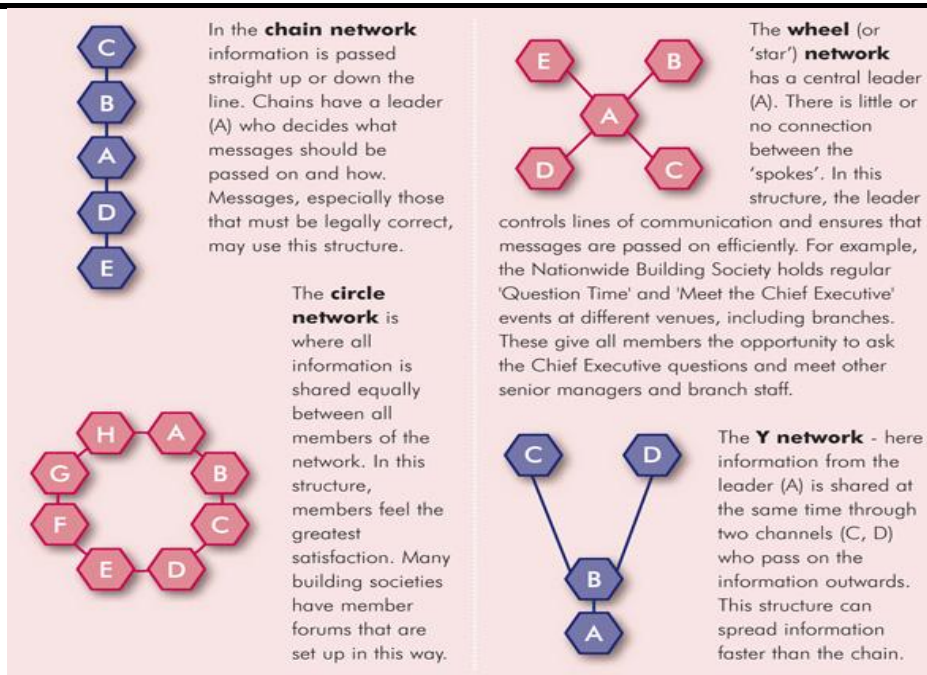 C
B
A
D
E
In the chain network
information is passed
straight up or down the
line. Chains have a leader
(A) who decides what
messages should be
passed on and how.
Messages, especially those
that must be legally correct,
may use this structure.
The circle
network is
where all
information is
shared equally
between all
members of the
network. In this
structure,
members feel the
greatest
satisfaction. Many
building societies
have member
forums that are
set up in this way.
H A
G B
F C
E D
E B
A
D C
The wheel (or
'star') network
has a central leader
(A). There is little or
no connection
between the
'spokes'. In this
structure, the leader
controls lines of communication and ensures that
messages are passed on efficiently. For example,
the Nationwide Building Society holds regular
'Question Time' and 'Meet the Chief Executive'
events at different venues, including branches.
These give all members the opportunity to ask
the Chief Executive questions and meet other
senior managers and branch staff.
C D
B
A
The Y network - here
information from the
leader (A) is shared at
the same time through
two channels (C, D)
who pass on the
information outwards.
This structure can
spread information
faster than the chain.